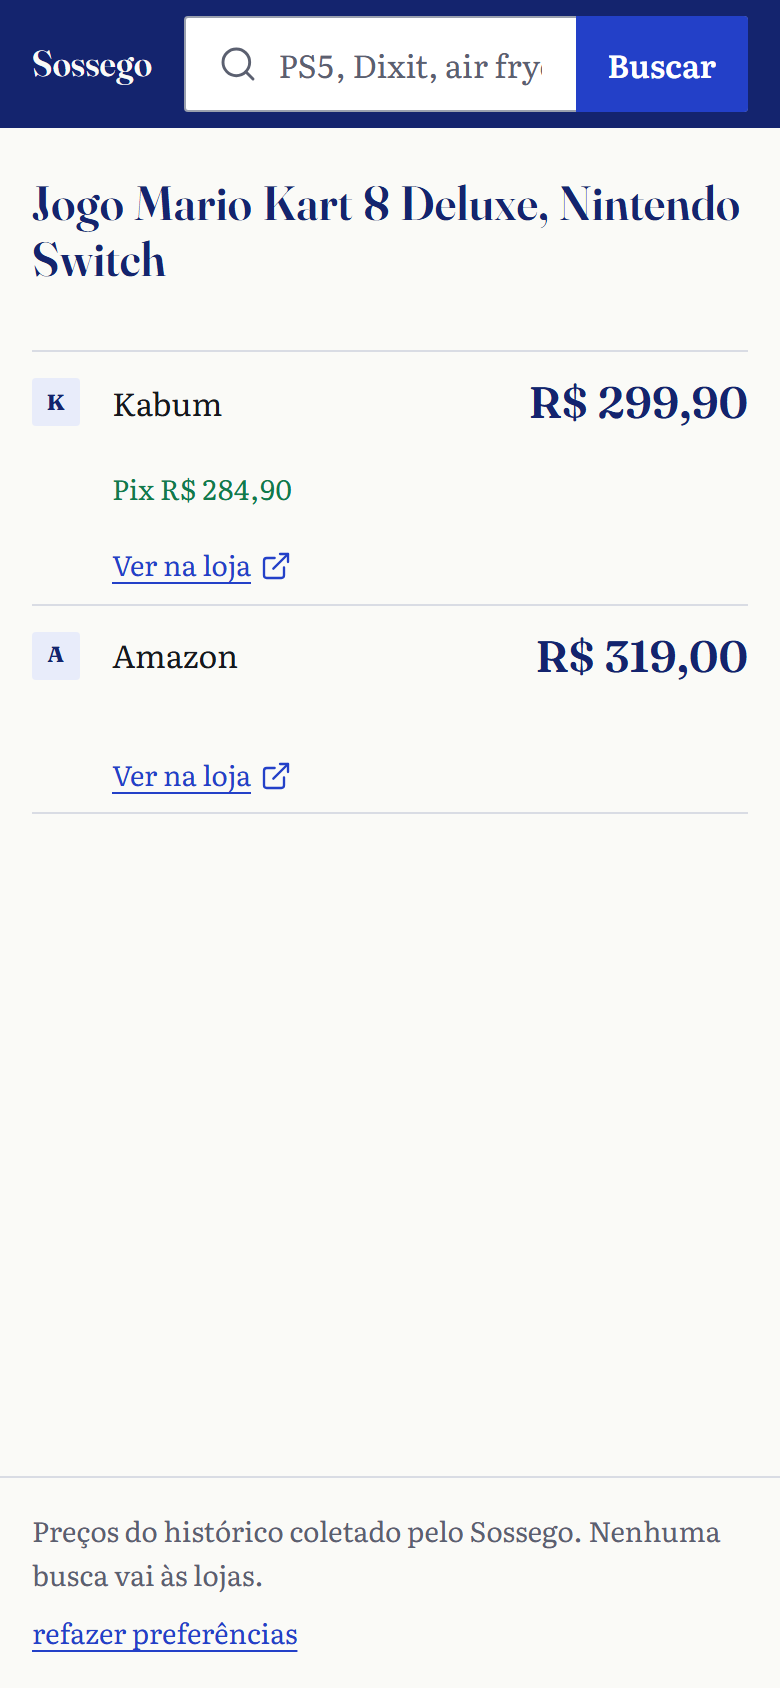 Sossego
PS5, Dixit, air fry
Buscar
Jogo Mario Kart 8 Deluxe, Nintendo
Switch
K
Kabum
R$ 299,90
Pix R$ 284,90
Ver na loja
A
Amazon
R$ 319,00
Ver na loja
Preços do histórico coletado pelo Sossego. Nenhuma
busca vai às lojas.
refazer preferências